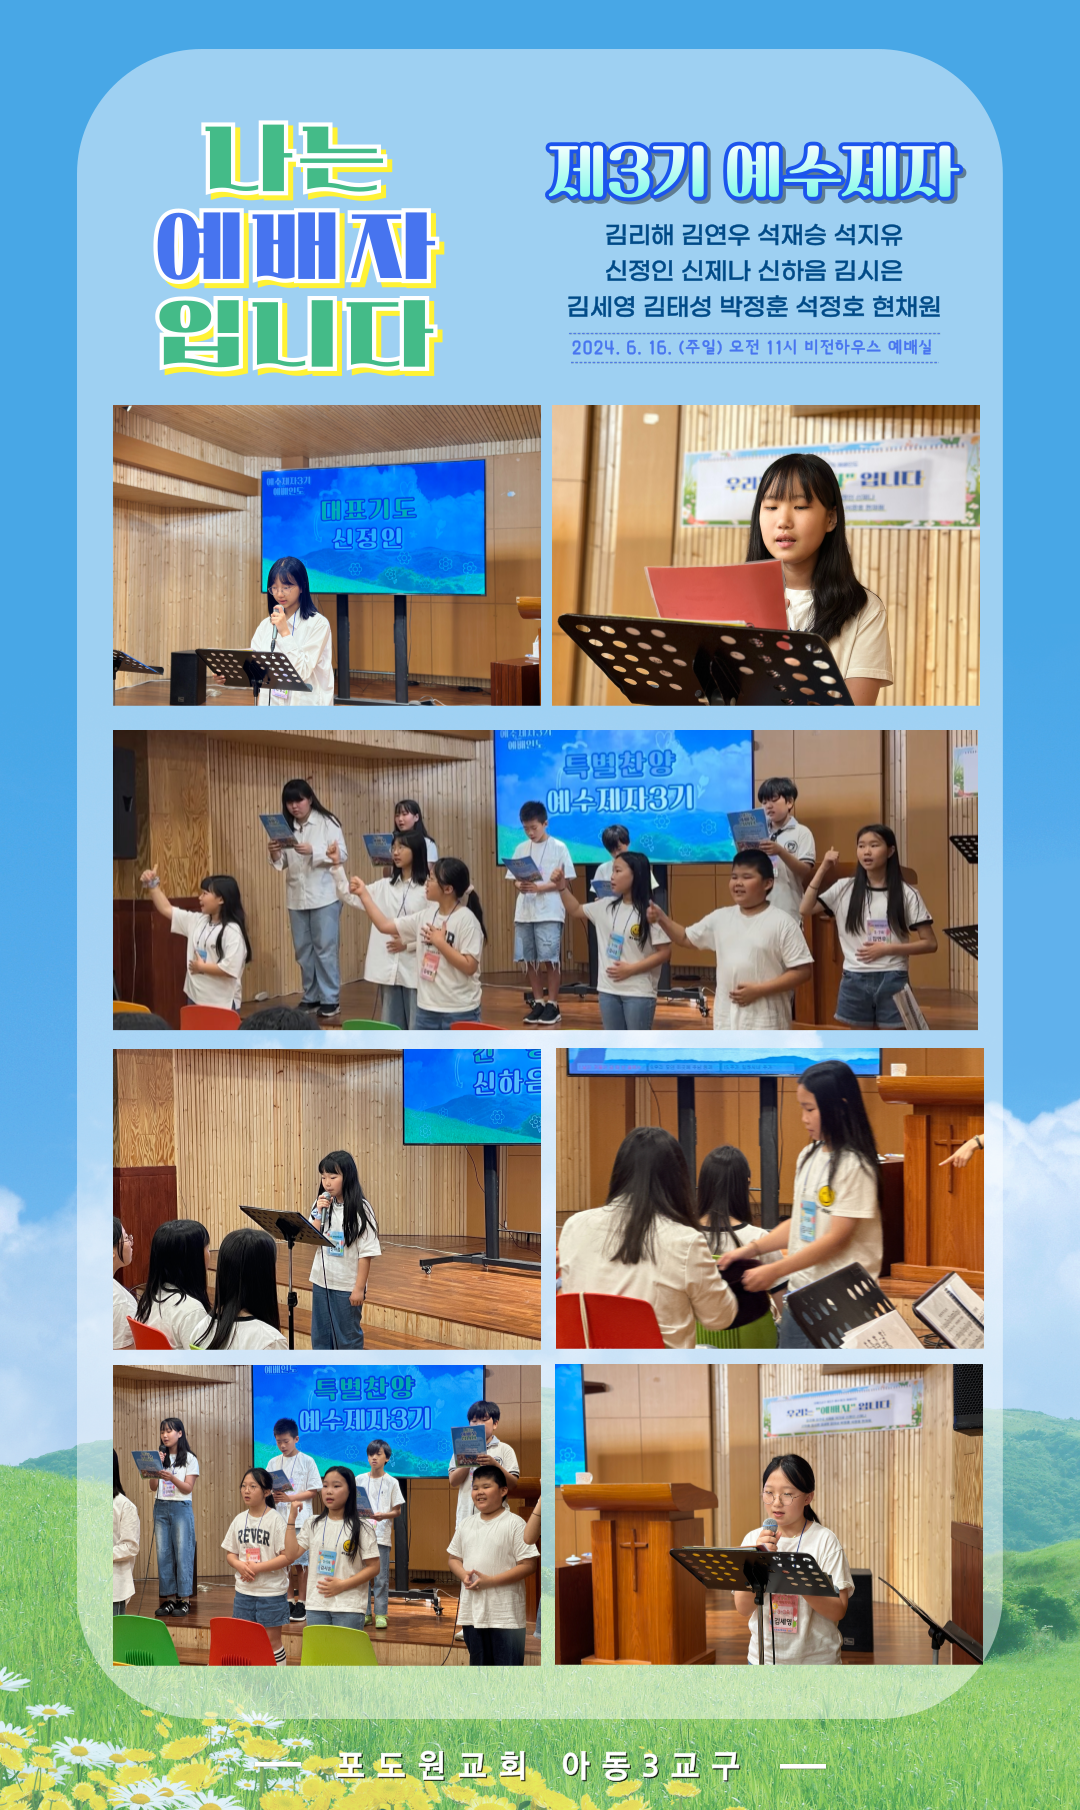 나는
예배자
입니다
제3기 예수제자
김리해 김연우 석재승 석지유
신정인 신제나 신하음 김시은
김세영 김태성 박정훈 석정호 현채원
2024. 6. 16. (주일) 오전 11시 비전하우스 예배실
예수제자3기
예배인도
대표기도
신정인
우리 입니다
예수제자3기
예배인도
특별찬양
예수제자3기
신하음
예배인도
특별찬양
예수제자3기
REVER
우리는 "예배자" 입니다
김세영
포도원교회 아동3교구